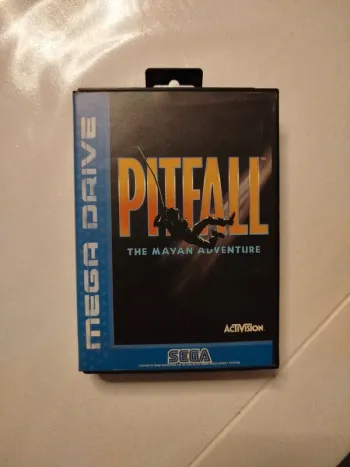 MEGA DRIVE
PITFALL
THE MAYAN ADVENTURE
ACTIVISION
SEGA